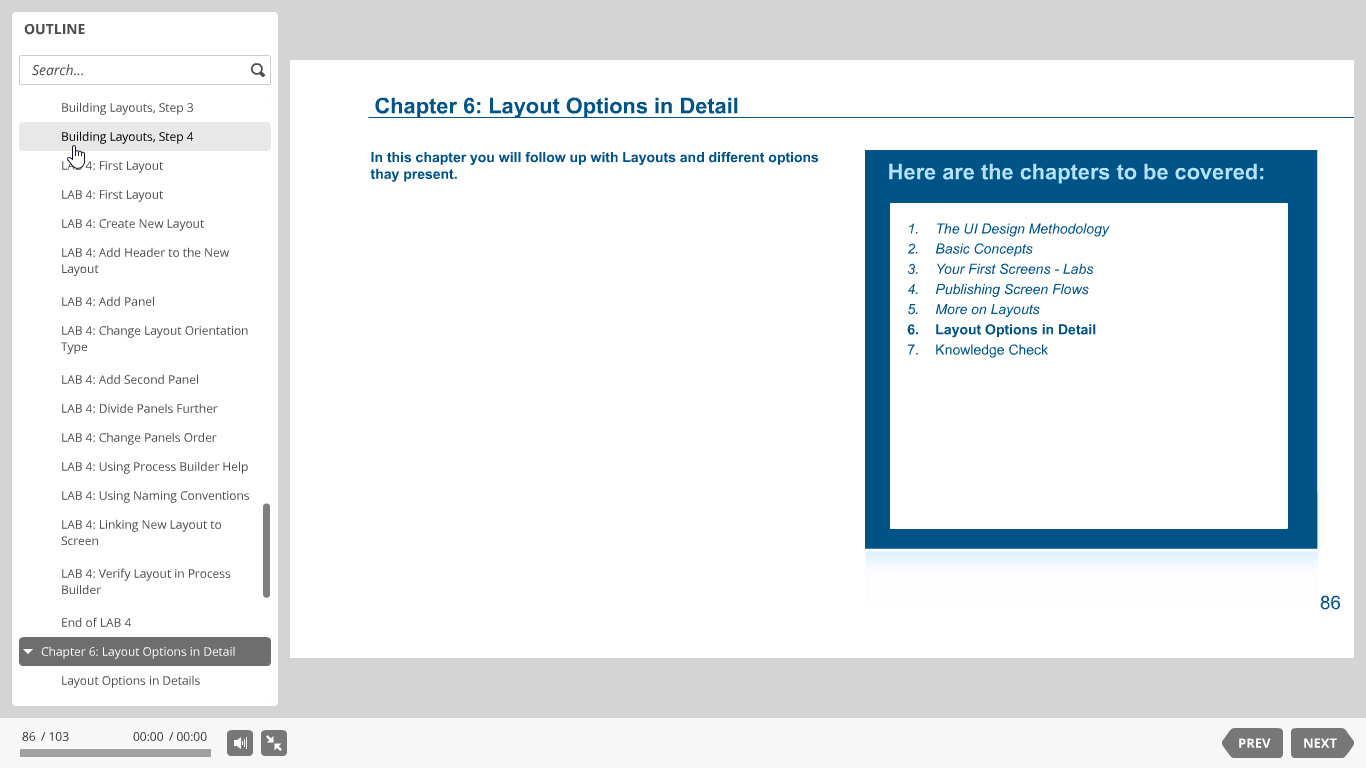 OUTLINE
Search...
Building Layouts, Step 3
Building Layouts, Step 4
LAB 4: First Layout
LAB 4: First Layout
LAB 4: Create New Layout
LAB 4: Add Header to the New
Layout
LAB 4: Add Panel
LAB 4: Change Layout Orientation
Type
LAB 4: Add Second Panel
LAB 4: Divide Panels Further
LAB 4: Change Panels Order
LAB 4: Using Process Builder Help
LAB 4: Using Naming Conventions
LAB 4: Linking New Layout to
Screen
LAB 4: Verify Layout in Process
Builder
End of LAB 4
Chapter 6: Layout Options in Detail
Layout Options in Details
Chapter 6: Layout Options in Detail
In this chapter you will follow up with Layouts and different options
thay present.
Here are the chapters to be covered:
1. The UI Design Methodology
2. Basic Concepts
3. Your First Screens - Labs
4. Publishing Screen Flows
5. More on Layouts
6. Layout Options in Detail
7. Knowledge Check
86
86 / 103
00:00 / 00:00
PREV
NEXT